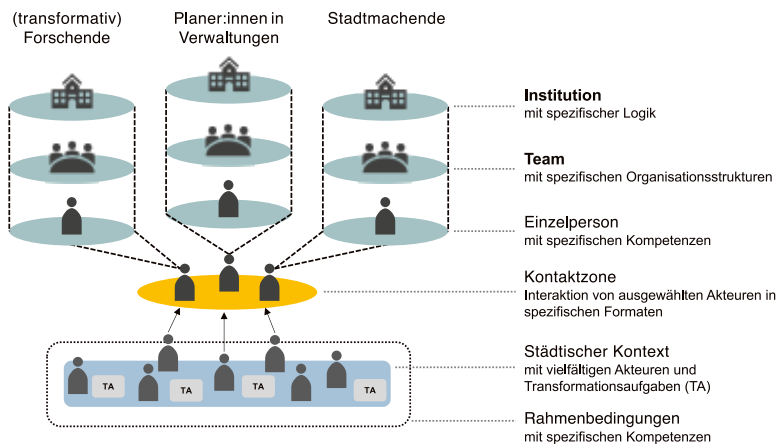 (transformativ)
Forschende
Planer:innen in
Verwaltungen
Stadtmachende
Institution
mit spezifischer Logik
Team
mit spezifischen Organisationsstrukturen
Einzelperson
mit spezifischen Kompetenzen
Kontaktzone
Interaktion von ausgewählten Akteuren in
spezifischen Formaten
Städtischer Kontext
mit vielfältigen Akteuren und
Transformationsaufgaben (TA)
TA
TA
TA
TA
Rahmenbedingungen
mit spezifischen Kompetenzen